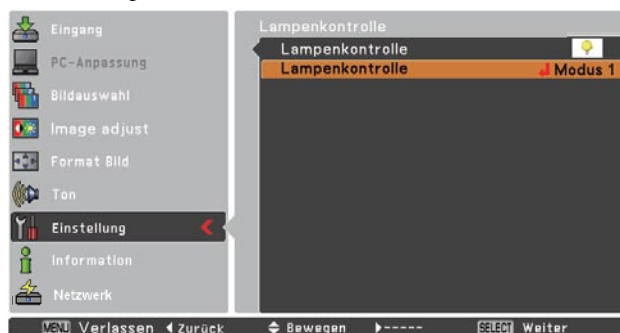 Eingang
PC-Anpassung
Bildauswahl
Image adjust
Format Bild
Ton
Einstellung
Information
Netzwerk
Lampenkontrolle
Lampenkontrolle
Lampenkontrolle Modus 1
MENU Verlassen Zurück Bewegen ----- SELECT Weiter